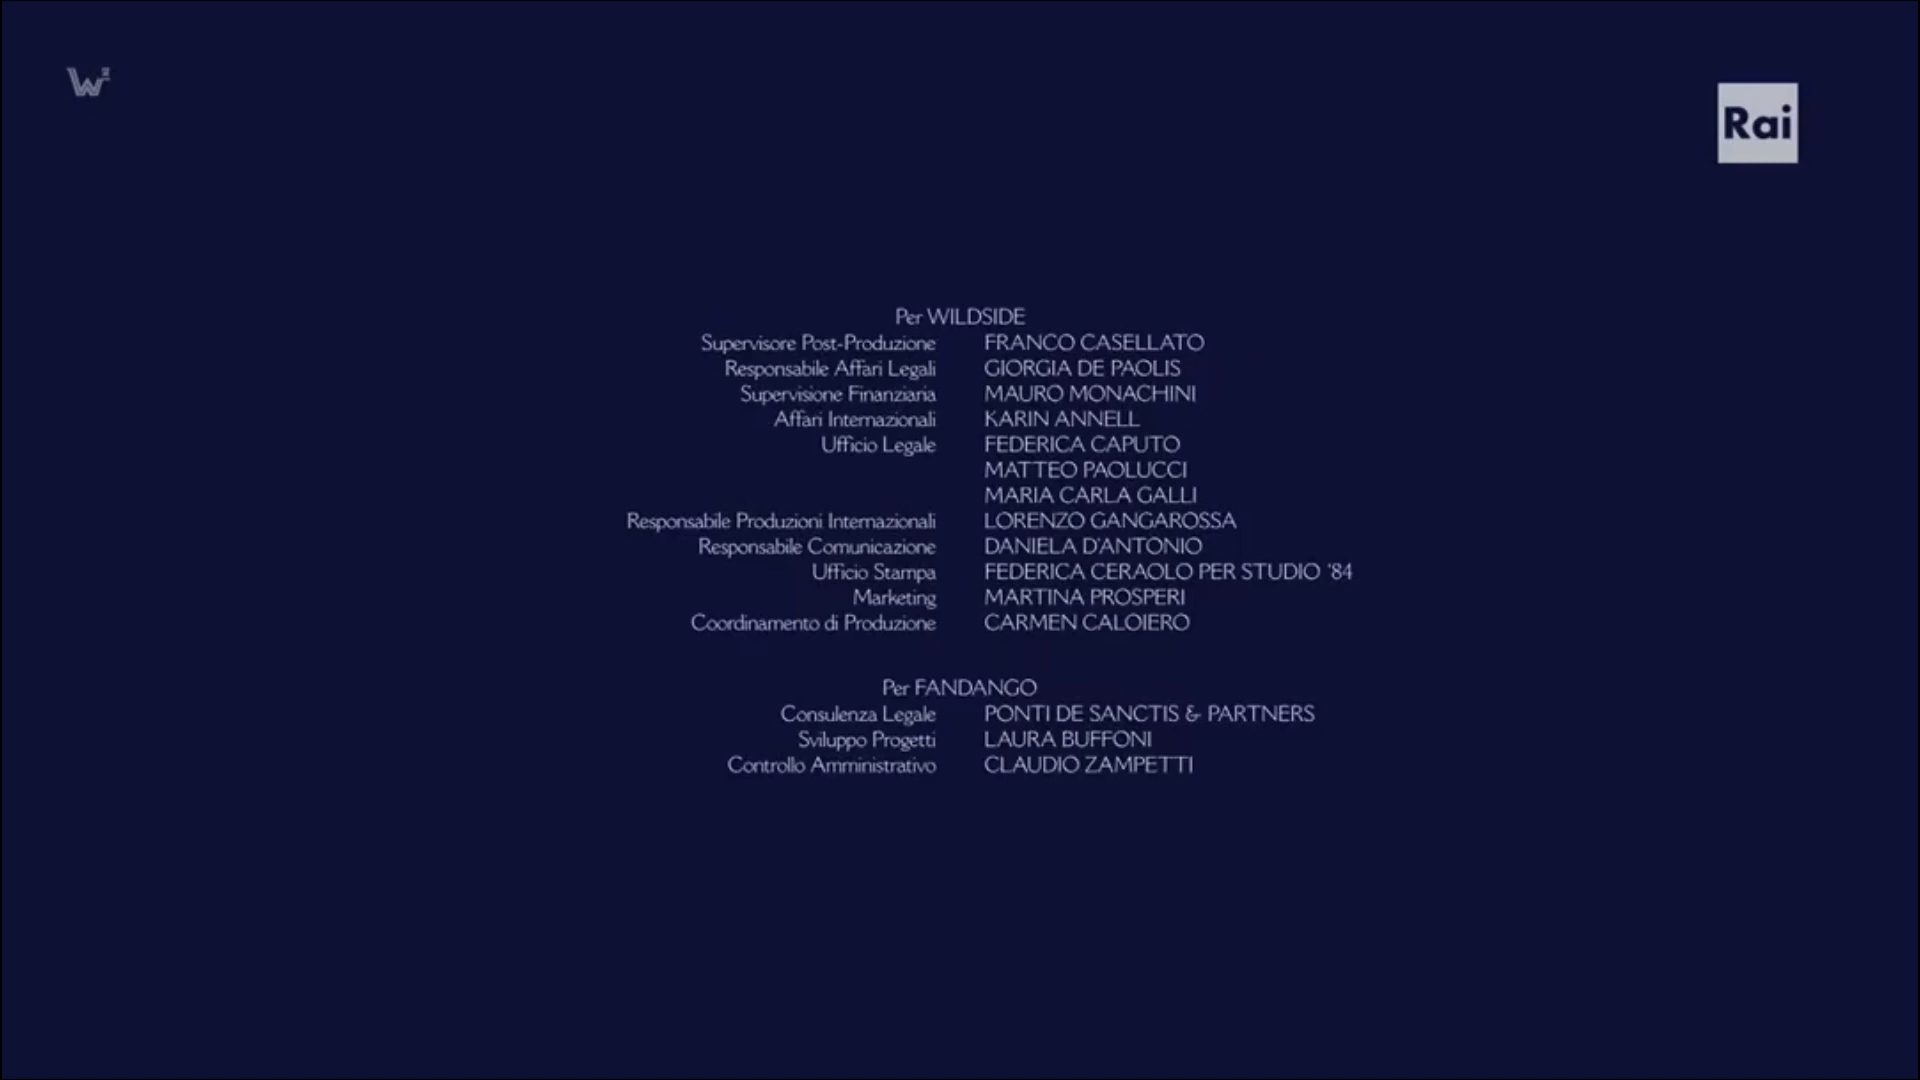 W²
Rai
Per WILDSIDE
Supervisore Post-Produzione FRANCO CASELLATO
Responsabile Affari Legali GIORGIA DE PAOLIS
Supervisione Finanziaria MAURO MONACHINI
Affari Internazionali KARIN ANNELL
Ufficio Legale FEDERICA CAPUTO
MATTEO PAOLUCCI
MARIA CARLA GALLI
Responsabile Produzioni Internazionali LORENZO GANGAROSSA
Responsabile Comunicazione DANIELA D'ANTONIO
Ufficio Stampa FEDERICA CERAOLO PER STUDIO '84
Marketing MARTINA PROSPERI
Coordinamento di Produzione CARMEN CALOIERO
Per FANDANGO
Consulenza Legale PONTI DE SANCTIS & PARTNERS
Sviluppo Progetti LAURA BUFFONI
Controllo Amministrativo CLAUDIO ZAMPETTI